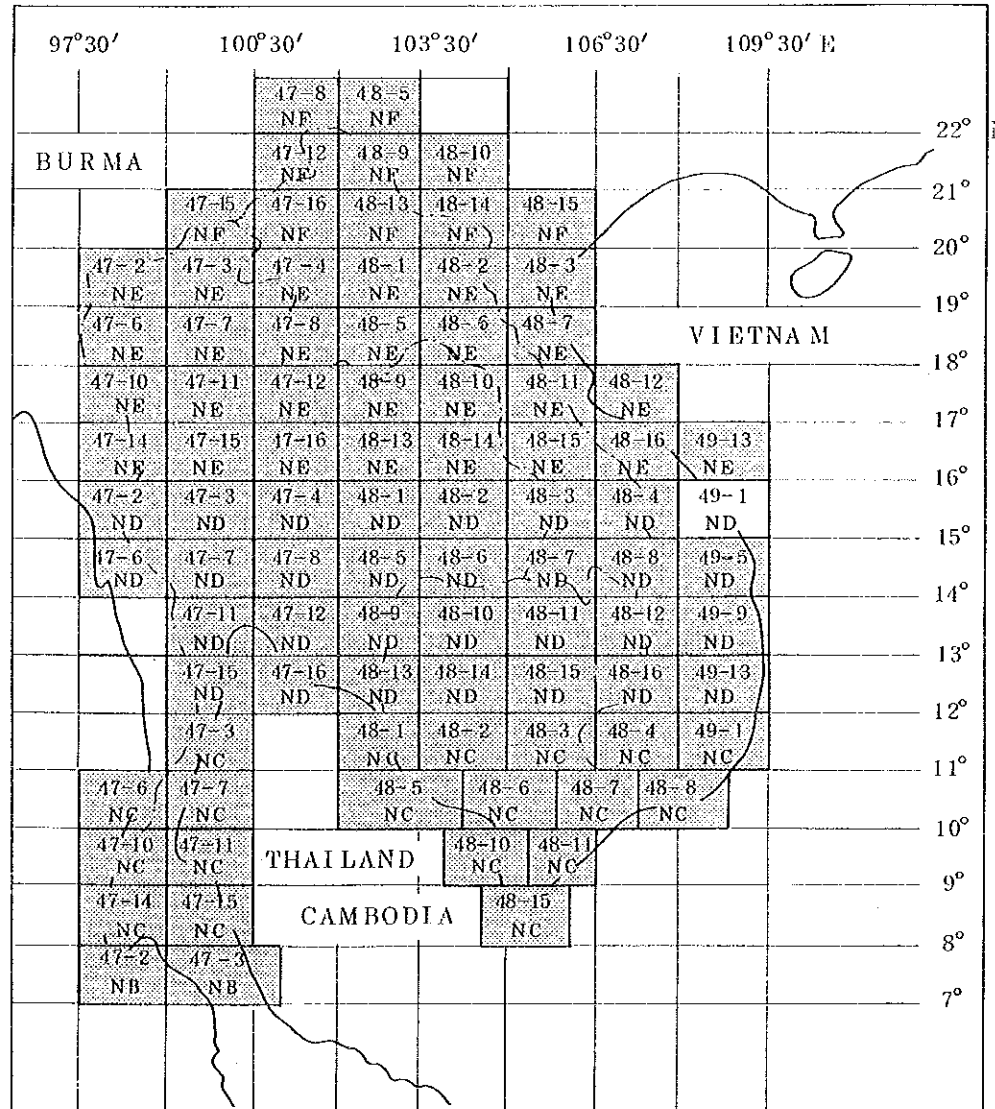 97°30′ 100°30′ 103°30′ 106°30′ 109°30′ E
47-8 48-5
NF NF
22°
BURMA 47-12 48-9 48-10
NF NF NF
21°
47-15 47-16 48-13 48-14 48-15
NF NF NF NF NF
20°
47-2 47-3 47-4 48-1 48-2 48-3
NE NE NE NE NE NE
19°
47-6 47-7 47-8 48-5 48-6 48-7
VIETNAM
NE NE NE NE NE NE
18°
47-10 47-11 47-12 48-9 48-10 48-11 48-12
NE NE NE NE NE NE NE
17°
47-14 47-15 47-16 48-13 48-14 48-15 48-16 49-13
NE NE NE NE NE NE NE NE
16°
47-2 47-3 47-4 48-1 48-2 48-3 48-4 49-1
ND ND ND ND ND ND ND ND
15°
47-6 47-7 47-8 48-5 48-6 48-7 48-8 49-5
ND ND ND ND ND ND ND ND
14°
47-11 47-12 48-9 48-10 48-11 48-12 49-9
ND ND ND ND ND ND ND
13°
47-15 47-16 48-13 48-14 48-15 48-16 49-13
ND ND ND ND ND ND ND
12°
47-3 48-1 48-2 48-3 48-4 49-1
NC NC NC NC NC NC
11°
47-6 47-7 48-5 48-6 48-7 48-8
NC NC NC NC NC NC
10°
47-10 47-11 THAILAND 48-10 48-11
NC NC NC NC
9°
47-14 47-15 CAMBODIA 48-15
NC NC NC
8°
47-2 47-3
NB NB
7°